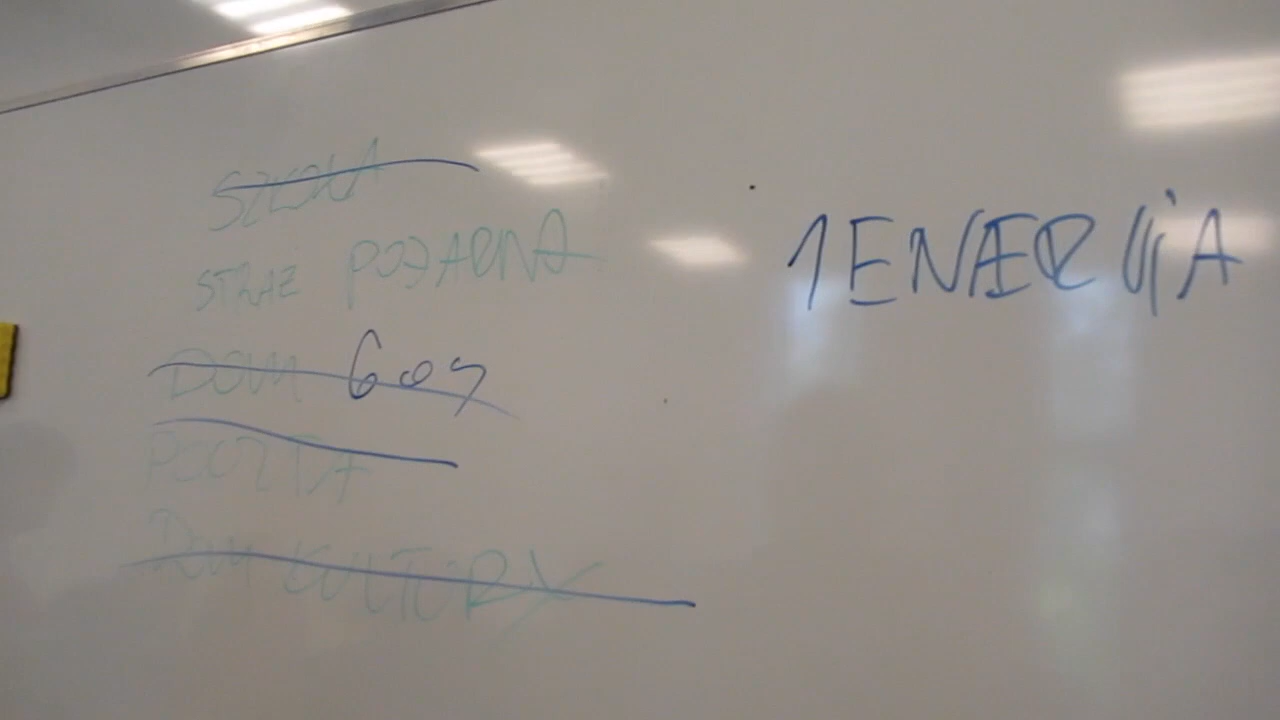 SZKOŁA
STRAŻ POŻARNA
DOM
POCZTA
DOM KULTURY
1 ENERGIA